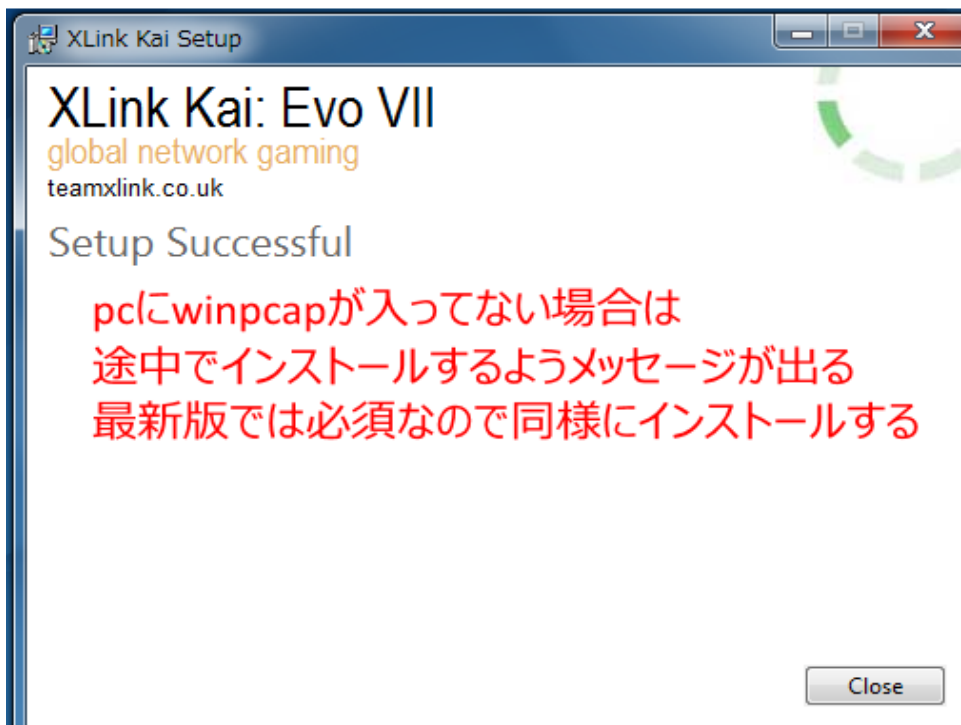 XLink Kai Setup
XLink Kai: Evo VII
global network gaming
teamxlink.co.uk
Setup Successful
pcにwinpcapが入ってない場合は
途中でインストールするようメッセージが出る
最新版では必須なので同様にインストールする
Close